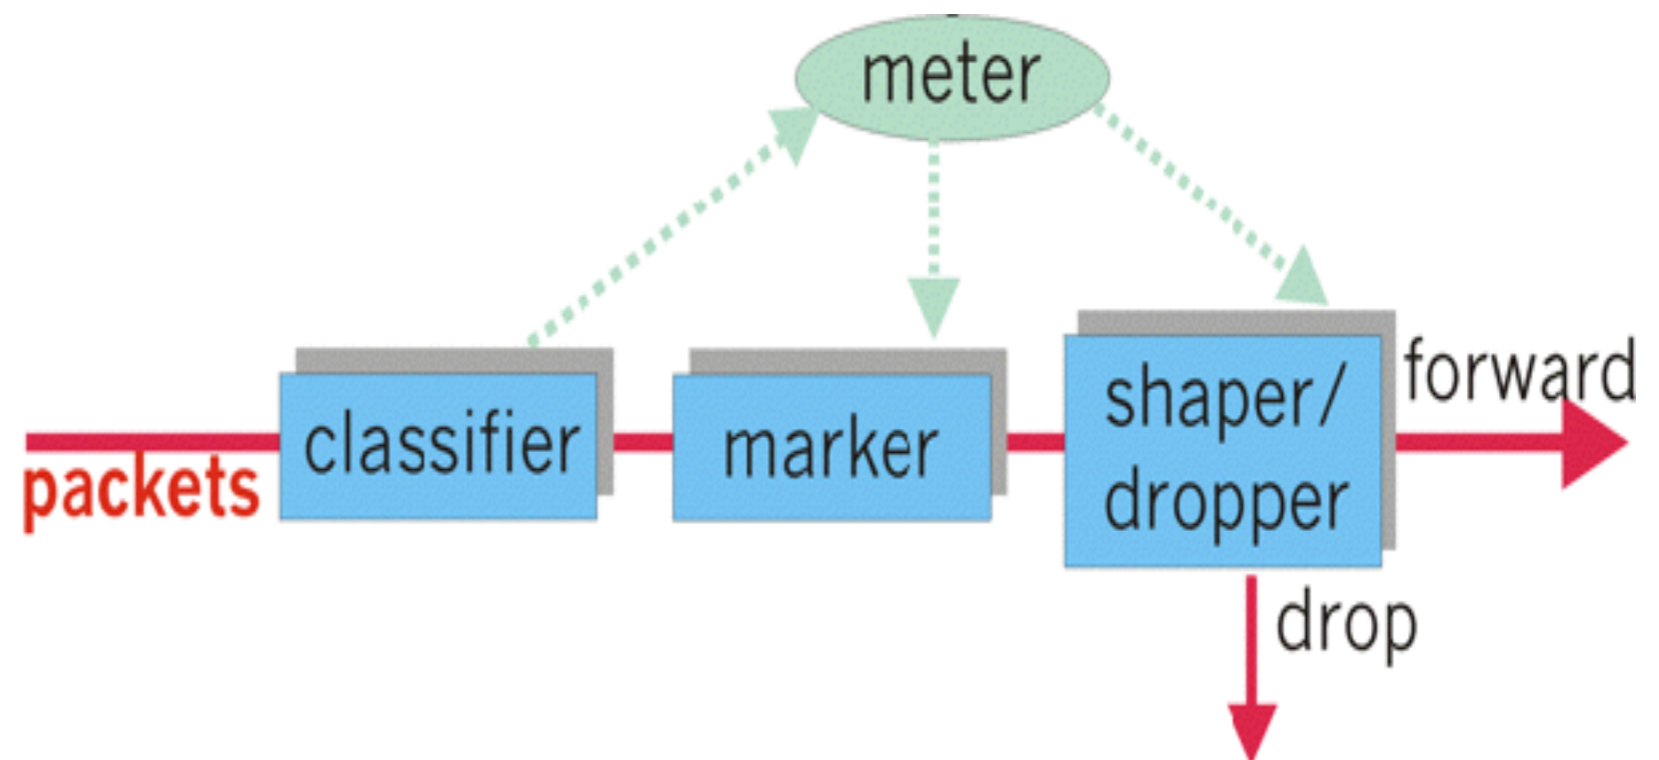 meter
packets
classifier
marker
shaper/
dropper
forward
drop